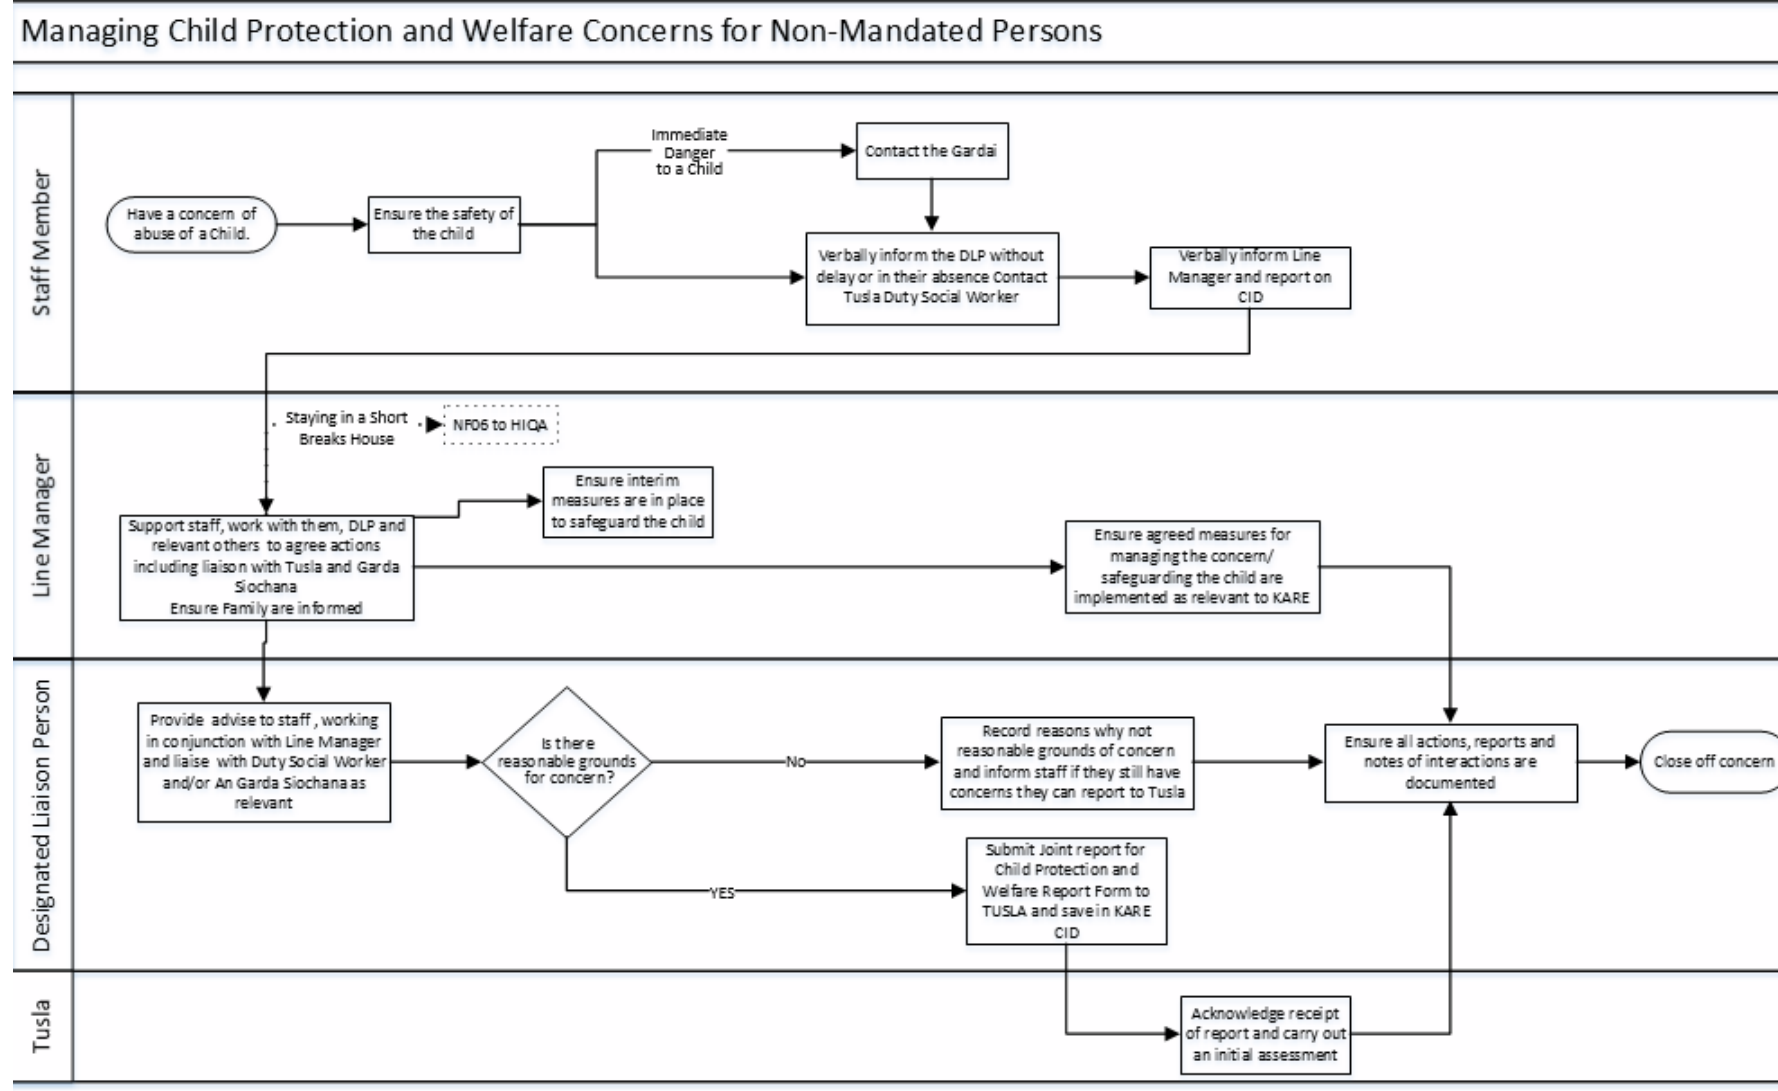 Managing Child Protection and Welfare Concerns for Non-Mandated Persons
Staff Member
Have a concern of
abuse of a Child.
Ensure the safety of
the child
Immediate
Danger
to a Child
Contact the Gardai
Verbally inform the DLP without
delay or in their absence Contact
Tusla Duty Social Worker
Verbally inform Line
Manager and report on
CID
Line Manager
Staying in a Short
Breaks House
NF06 to HIQA
Ensure interim
measures are in place
to safeguard the child
Support staff, work with them, DLP and
relevant others to agree actions
including liaison with Tusla and Garda
Siochana
Ensure Family are informed
Ensure agreed measures for
managing the concern/
safeguarding the child are
implemented as relevant to KARE
Designated Liaison Person
Provide advise to staff , working
in conjunction with Line Manager
and liaise with Duty Social Worker
and/or An Garda Siochana as
relevant
Is there
reasonable grounds
for concern?
No
Record reasons why not
reasonable grounds of concern
and inform staff if they still have
concerns they can report to Tusla
Ensure all actions, reports and
notes of interactions are
documented
Close off concern
YES
Submit Joint report for
Child Protection and
Welfare Report Form to
TUSLA and save in KARE
CID
Tusla
Acknowledge receipt
of report and carry out
an initial assessment